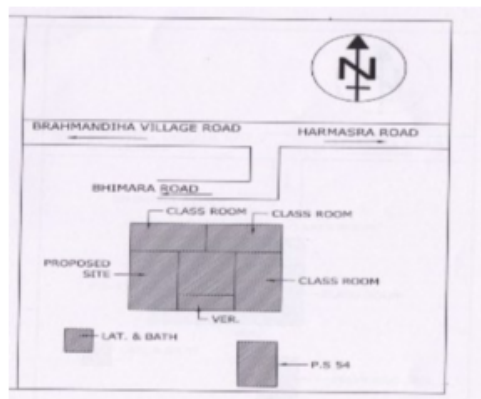 N
BRAHMANDIHA VILLAGE ROAD
HARMASRA ROAD
BHIMARA ROAD
CLASS ROOM
CLASS ROOM
PROPOSED
SITE
CLASS ROOM
VER.
LAT. & BATH
P.S 54